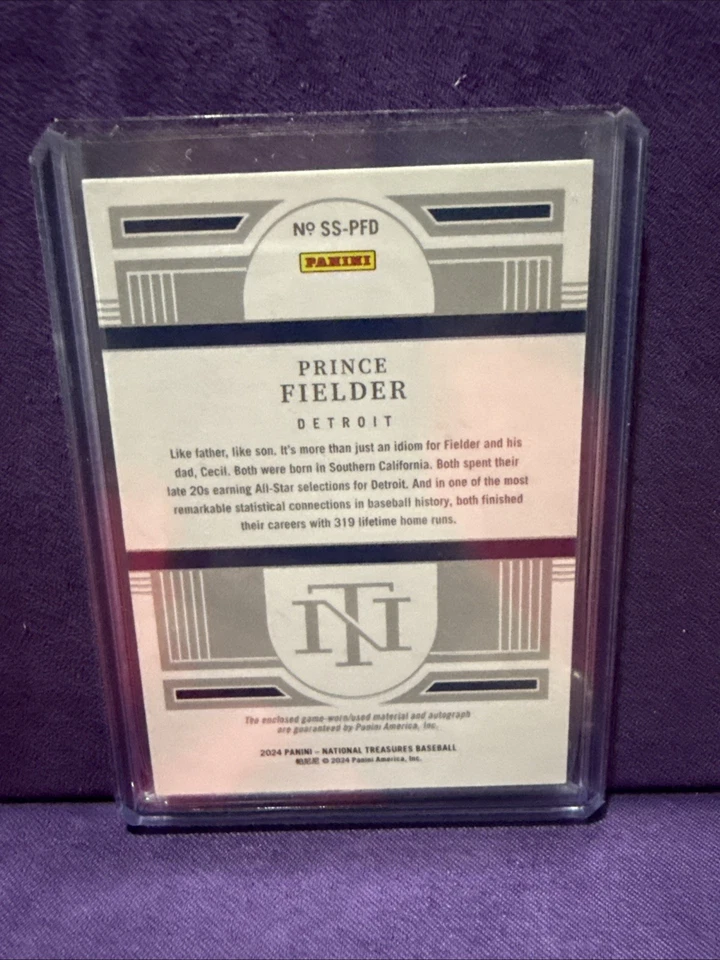 Nº SS-PFD
PANINI
PRINCE
FIELDER
DETROIT
Like father, like son. It's more than just an idiom for Fielder and his
dad, Cecil. Both were born in Southern California. Both spent their
late 20s earning All-Star selections for Detroit. And in one of the most
remarkable statistical connections in baseball history, both finished
their careers with 319 lifetime home runs.
NT
The enclosed game-worn/used material and autograph
are guaranteed by Panini America, Inc.
2024 PANINI – NATIONAL TREASURES BASEBALL
© 2024 Panini America, Inc.